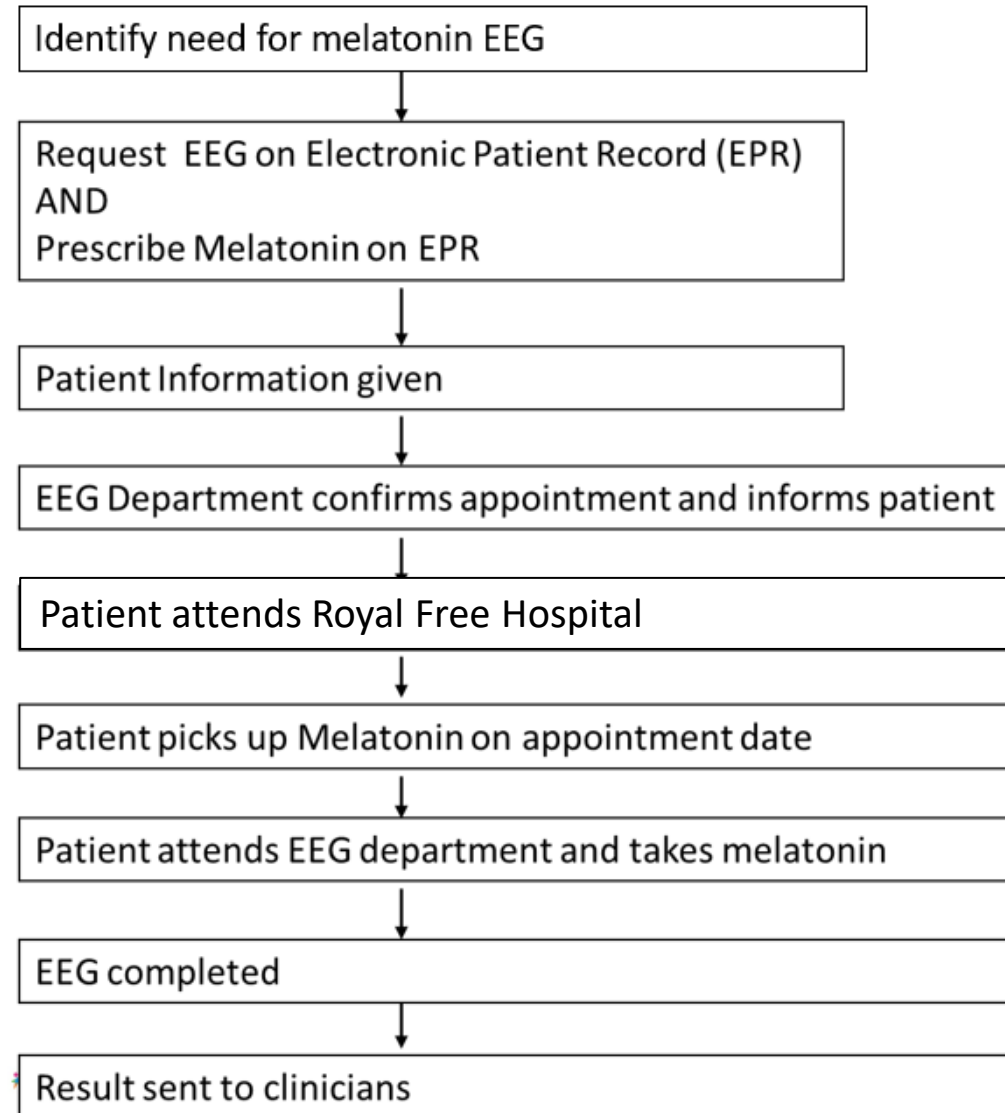 Identify need for melatonin EEG
Request EEG on Electronic Patient Record (EPR)
AND
Prescribe Melatonin on EPR
Patient Information given
EEG Department confirms appointment and informs patient
Patient attends Royal Free Hospital
Patient picks up Melatonin on appointment date
Patient attends EEG department and takes melatonin
EEG completed
Result sent to clinicians